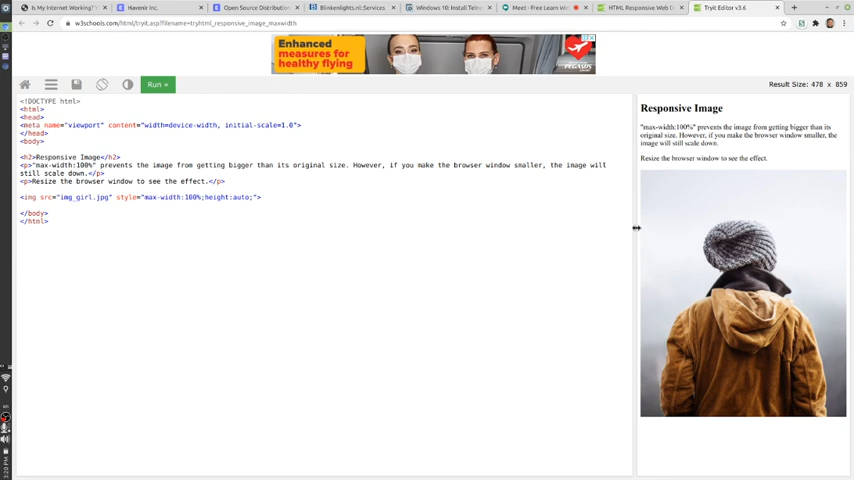 Is My Internet Working?
Havenir Inc.
Open Source Distribution
Blinkenlights.nl:Services
Windows 10: Install Telne
Meet - Free Learn We
HTML Responsive Web D
Tryit Editor v3.6
w3schools.com/html/tryit.asp?filename=tryhtml_responsive_image_maxwidth
Enhanced
measures for
healthy flying
PEGASUS
Run »
Result Size: 478 x 859
<!DOCTYPE html>
<html>
<head>
<meta name="viewport" content="width=device-width, initial-scale=1.0">
</head>
<body>
<h2>Responsive Image</h2>
<p>"max-width:100%" prevents the image from getting bigger than its original size. However, if you make the browser window smaller, the image will
still scale down.</p>
<p>Resize the browser window to see the effect.</p>
<img src="img_girl.jpg" style="max-width:100%;height:auto;">
</body>
</html>
Responsive Image
"max-width:100%" prevents the image from getting bigger than its
original size. However, if you make the browser window smaller, the
image will still scale down.
Resize the browser window to see the effect.
en
3:20 PM